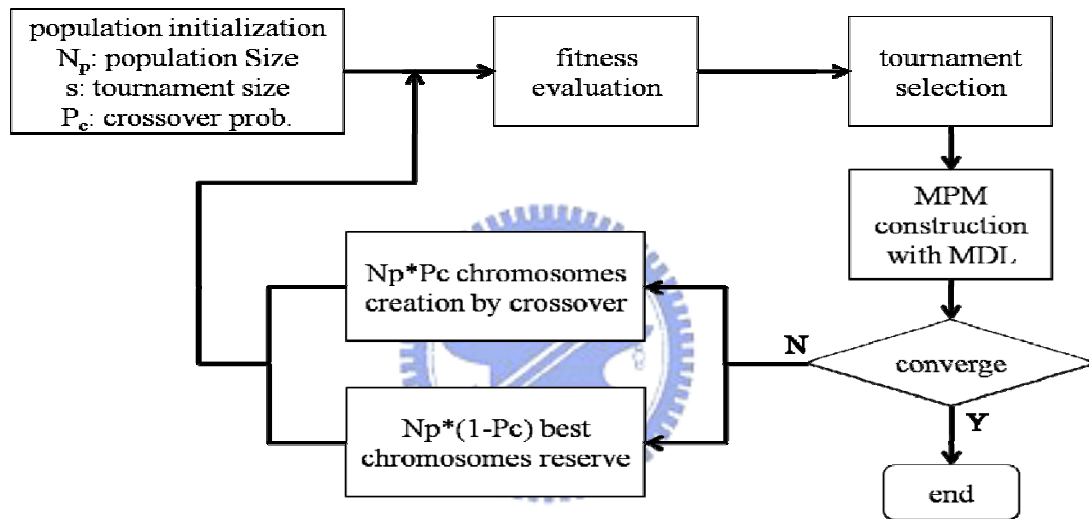 population initialization
Np: population Size
s: tournament size
Pc: crossover prob.
fitness
evaluation
tournament
selection
MPM
construction
with MDL
converge
N
Y
end
Np*Pc chromosomes
creation by crossover
Np*(1-Pc) best
chromosomes reserve